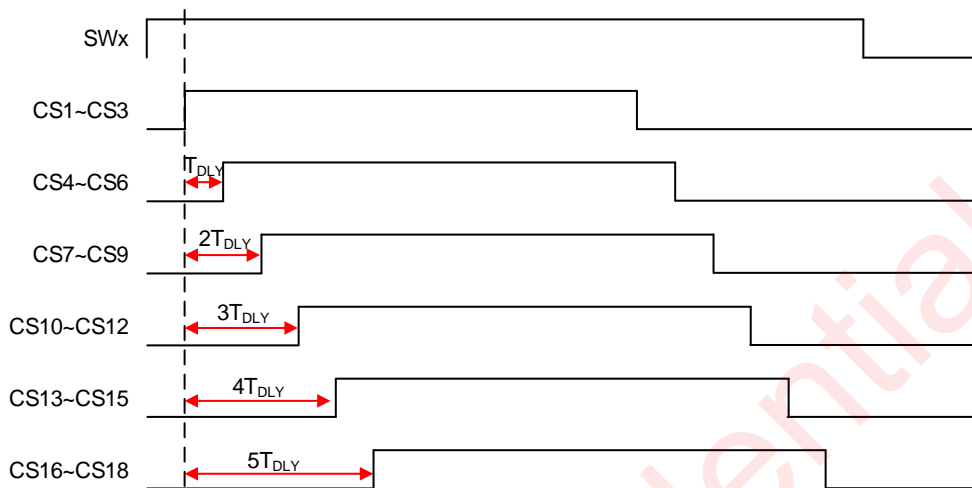 SWx
CS1~CS3
CS4~CS6
TDLY
CS7~CS9
2TDLY
CS10~CS12
3TDLY
CS13~CS15
4TDLY
CS16~CS18
5TDLY